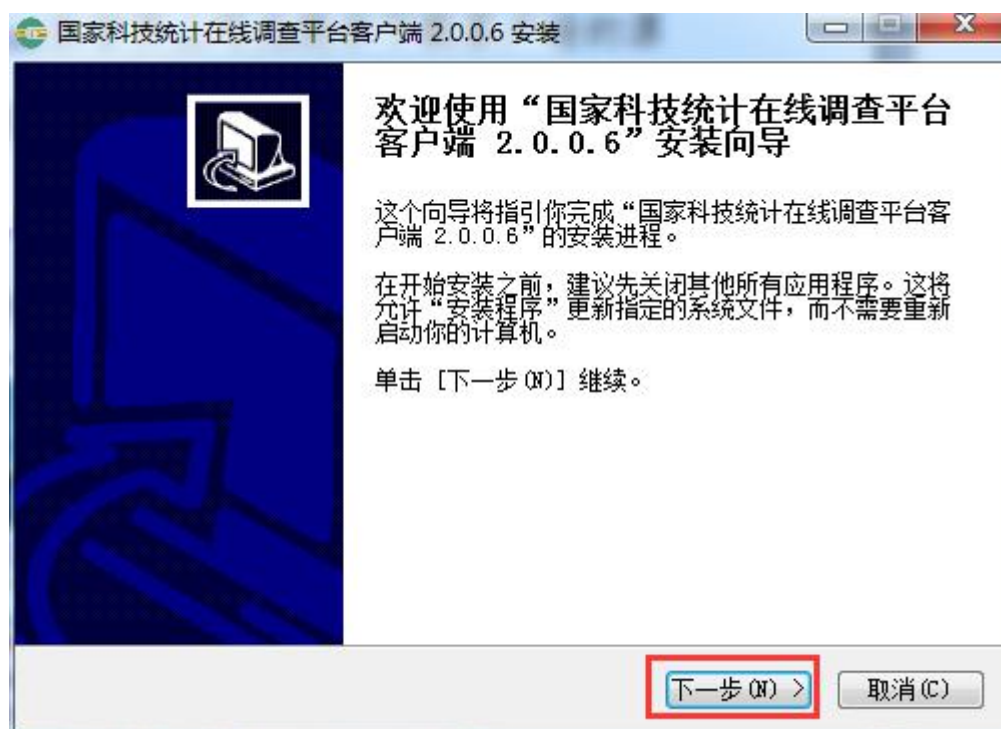 国家科技统计在线调查平台客户端 2.0.0.6 安装
欢迎使用“国家科技统计在线调查平台
客户端 2.0.0.6”安装向导
这个向导将指引你完成“国家科技统计在线调查平台客
户端 2.0.0.6”的安装进程。
在开始安装之前，建议先关闭其他所有应用程序。这将
允许“安装程序”更新指定的系统文件，而不需要重新
启动你的计算机。
单击 [下一步(N)] 继续。
下一步(N) >
取消(C)